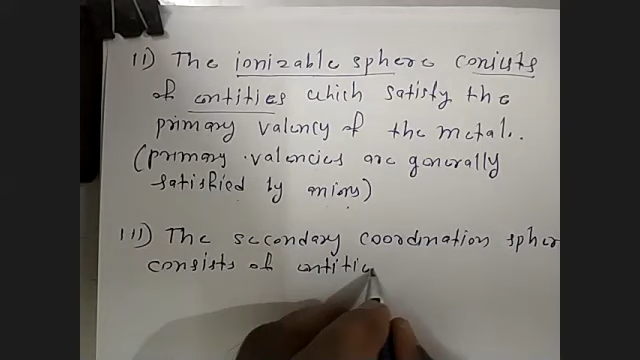 II) The ionizable sphere conists
of entities which satisfy the
primary valency of the metal.
(primary valencies are generally
satisfied by anions)
III) The secondary coordination spher
consists of entitie